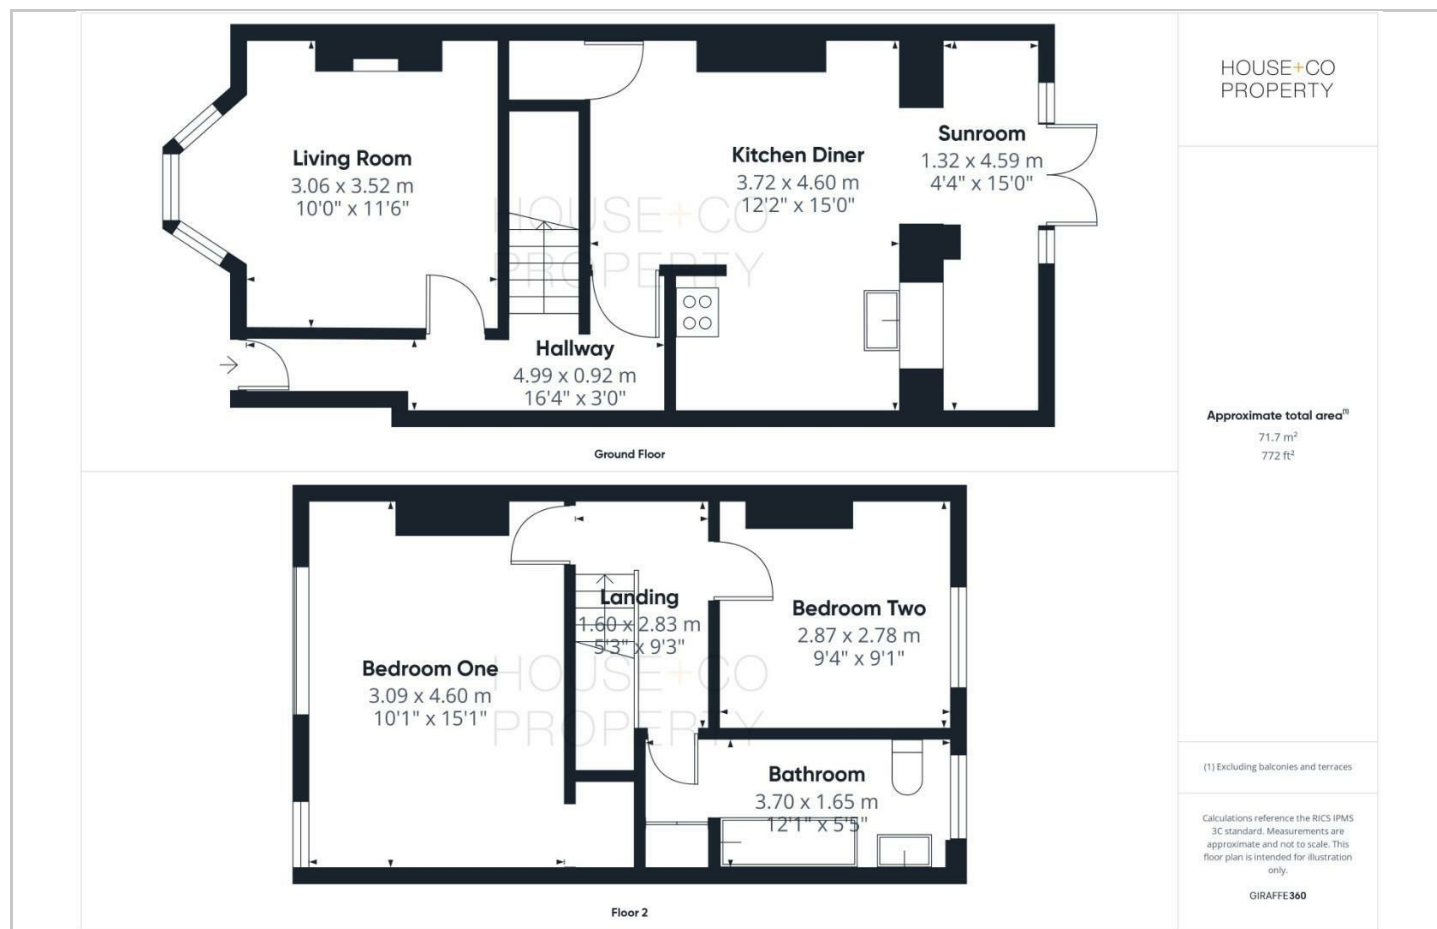 Living Room
3.06 x 3.52 m
10'0" x 11'6"
Kitchen Diner
3.72 x 4.60 m
12'2" x 15'0"
Sunroom
1.32 x 4.59 m
4'4" x 15'0"
Hallway
4.99 x 0.92 m
16'4" x 3'0"
HOUSE+CO
PROPERTY
Ground Floor
Bedroom One
3.09 x 4.60 m
10'1" x 15'1"
Landing
1.60 x 2.83 m
5'3" x 9'3"
Bedroom Two
2.87 x 2.78 m
9'4" x 9'1"
Bathroom
3.70 x 1.65 m
12'1" x 5'5"
HOUSE+CO
PROPERTY
Floor 2
HOUSE+CO
PROPERTY
Approximate total area(1)
71.7 m²
772 ft²
(1) Excluding balconies and terraces
Calculations reference the RICS IPMS
3C standard. Measurements are
approximate and not to scale. This
floor plan is intended for illustration
only.
GIRAFFE360